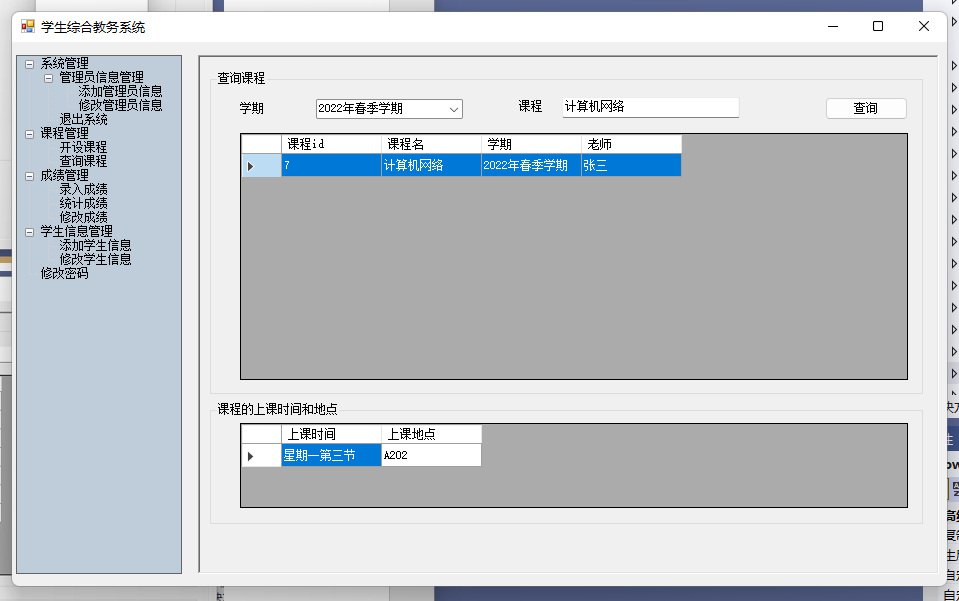 学生综合教务系统
系统管理
管理员信息管理
添加管理员信息
修改管理员信息
退出系统
课程管理
开设课程
查询课程
成绩管理
录入成绩
统计成绩
修改成绩
学生信息管理
添加学生信息
修改学生信息
修改密码
查询课程
学期 2022年春季学期 课程 计算机网络 查询
课程id 课程名 学期 老师
7 计算机网络 2022年春季学期 张三
课程的上课时间和地点
上课时间 上课地点
星期一第三节 A202